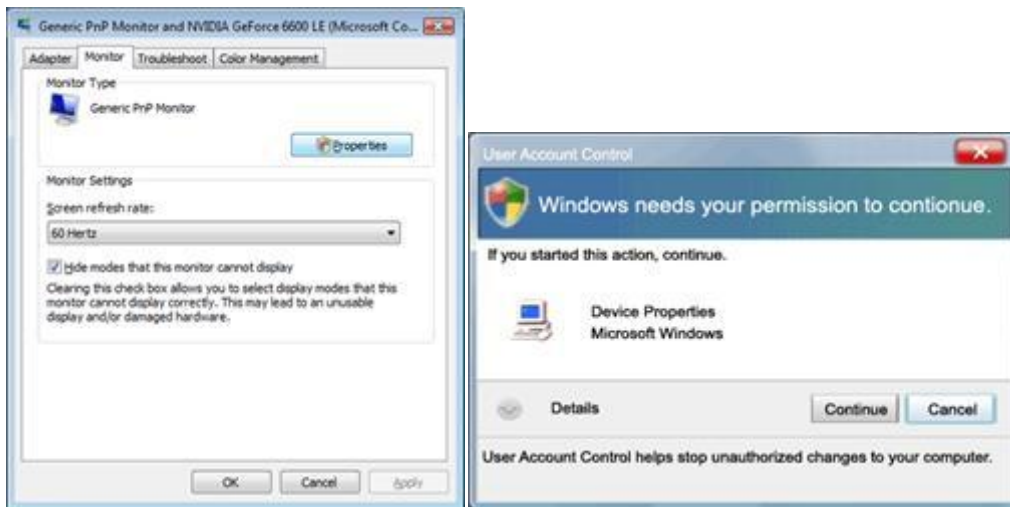 Generic PnP Monitor and NVIDIA GeForce 6600 LE (Microsoft Co...
Adapter Monitor Troubleshoot Color Management
Monitor Type
Generic PnP Monitor
Properties
Monitor Settings
Screen refresh rate:
60 Hertz
Hide modes that this monitor cannot display
Clearing this check box allows you to select display modes that this
monitor cannot display correctly. This may lead to an unusable
display and/or damaged hardware.
OK Cancel Apply
User Account Control
Windows needs your permission to contionue.
If you started this action, continue.
Device Properties
Microsoft Windows
Details Continue Cancel
User Account Control helps stop unauthorized changes to your computer.